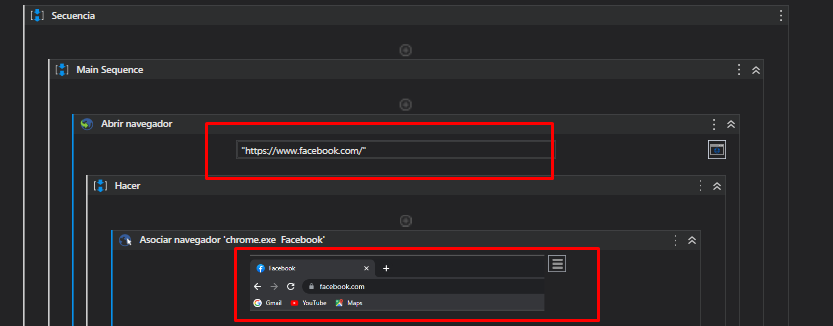 Secuencia
Main Sequence
Abrir navegador
"https://www.facebook.com/"
Hacer
Asociar navegador 'chrome.exe Facebook'
Facebook
facebook.com
Gmail YouTube Maps